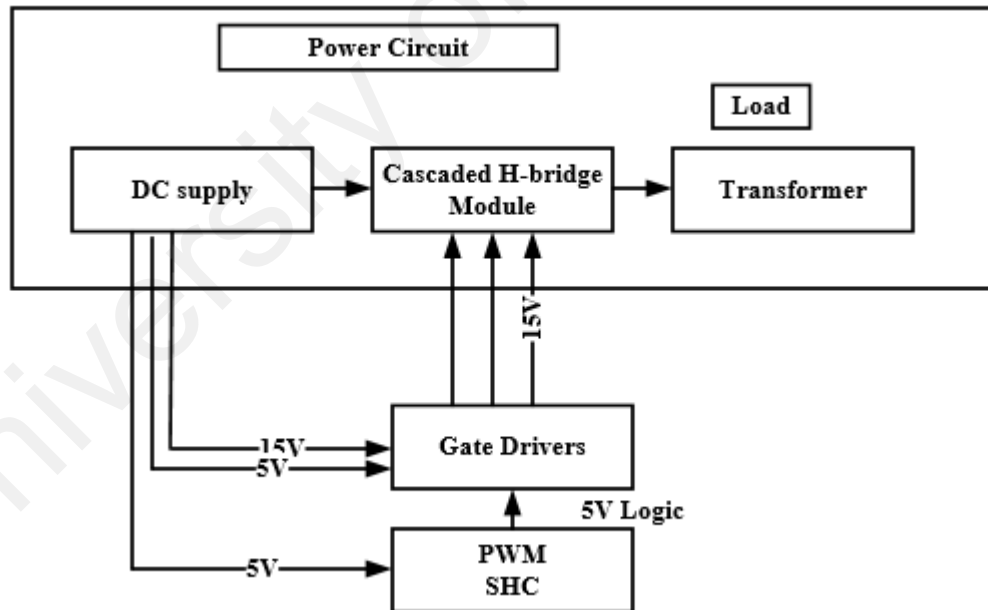 Power Circuit
Load
DC supply
Cascaded H-bridge
Module
Transformer
15V
Gate Drivers
15V
5V
5V Logic
PWM
SHC
5V